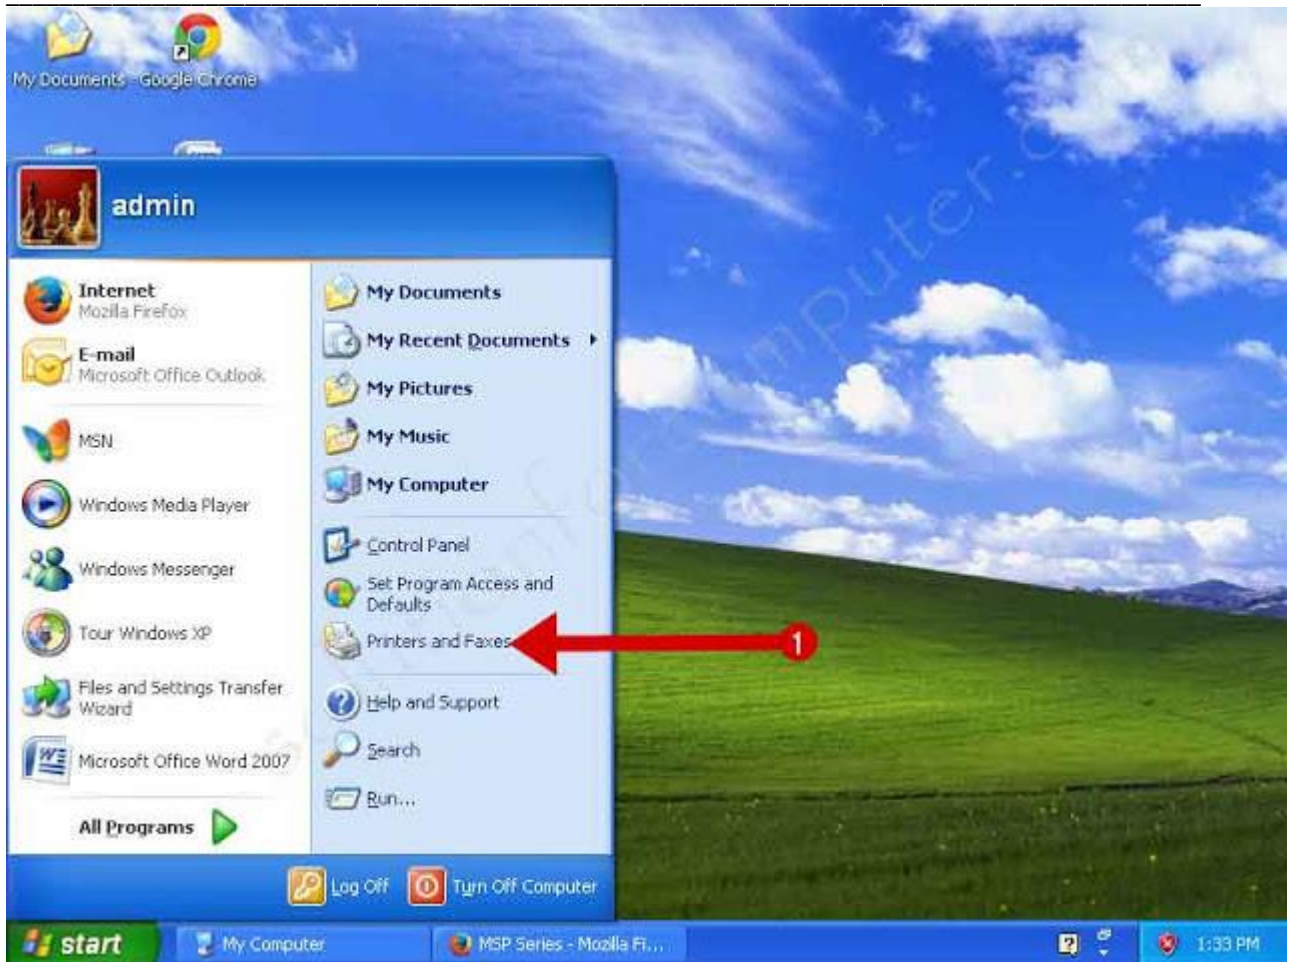 My Documents
Google Chrome
admin
Internet
Mozilla Firefox
E-mail
Microsoft Office Outlook
MSN
Windows Media Player
Windows Messenger
Tour Windows XP
Files and Settings Transfer
Wizard
Microsoft Office Word 2007
All Programs
My Documents
My Recent Documents
My Pictures
My Music
My Computer
Control Panel
Set Program Access and
Defaults
Printers and Faxes
1
Help and Support
Search
Run...
Log Off
Turn Off Computer
start
My Computer
MSP Series - Mozilla Fi...
1:33 PM